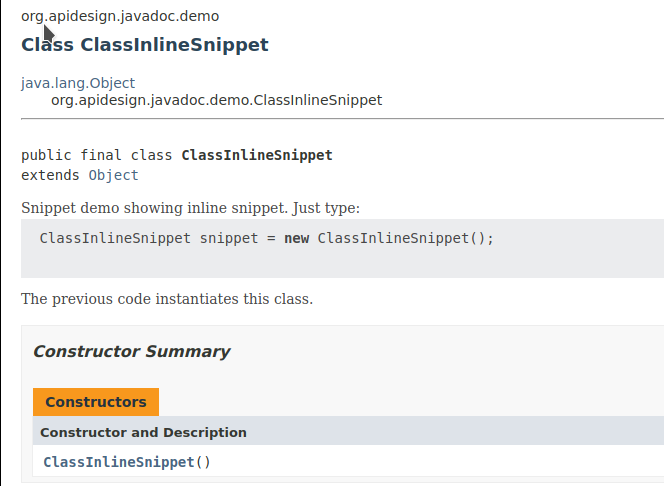 org.apidesign.javadoc.demo
Class ClassInlineSnippet
java.lang.Object
org.apidesign.javadoc.demo.ClassInlineSnippet
public final class ClassInlineSnippet
extends Object
Snippet demo showing inline snippet. Just type:
ClassInlineSnippet snippet = new ClassInlineSnippet();
The previous code instantiates this class.
Constructor Summary
Constructors
Constructor and Description
ClassInlineSnippet()